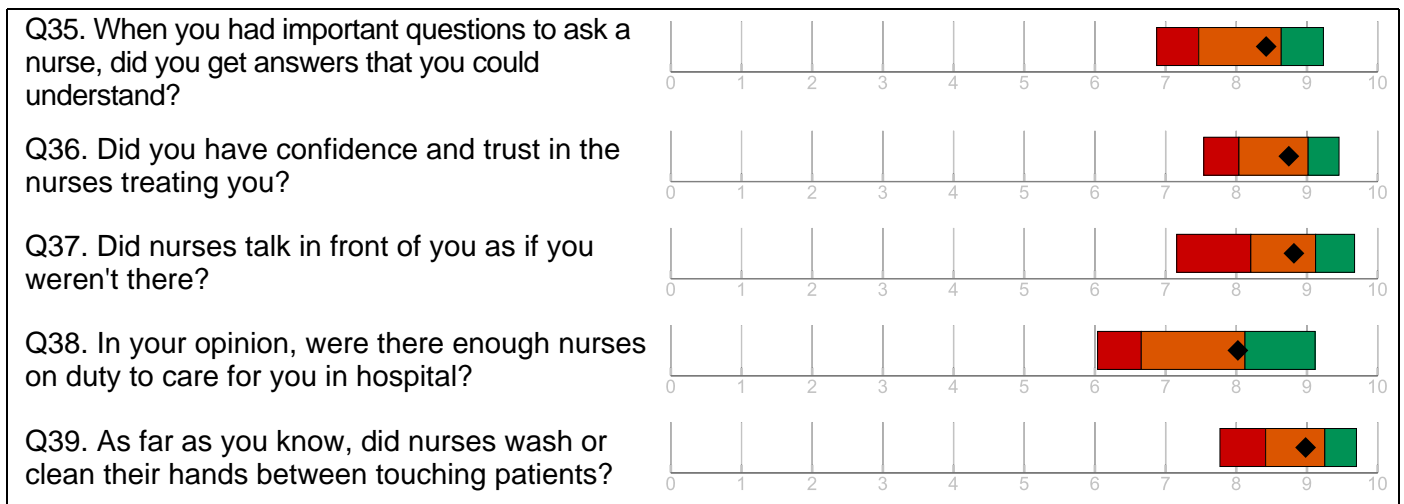 Q35. When you had important questions to ask a
nurse, did you get answers that you could
understand?
0 1 2 3 4 5 6 7 8 9 10
Q36. Did you have confidence and trust in the
nurses treating you?
0 1 2 3 4 5 6 7 8 9 10
Q37. Did nurses talk in front of you as if you
weren't there?
0 1 2 3 4 5 6 7 8 9 10
Q38. In your opinion, were there enough nurses
on duty to care for you in hospital?
0 1 2 3 4 5 6 7 8 9 10
Q39. As far as you know, did nurses wash or
clean their hands between touching patients?
0 1 2 3 4 5 6 7 8 9 10